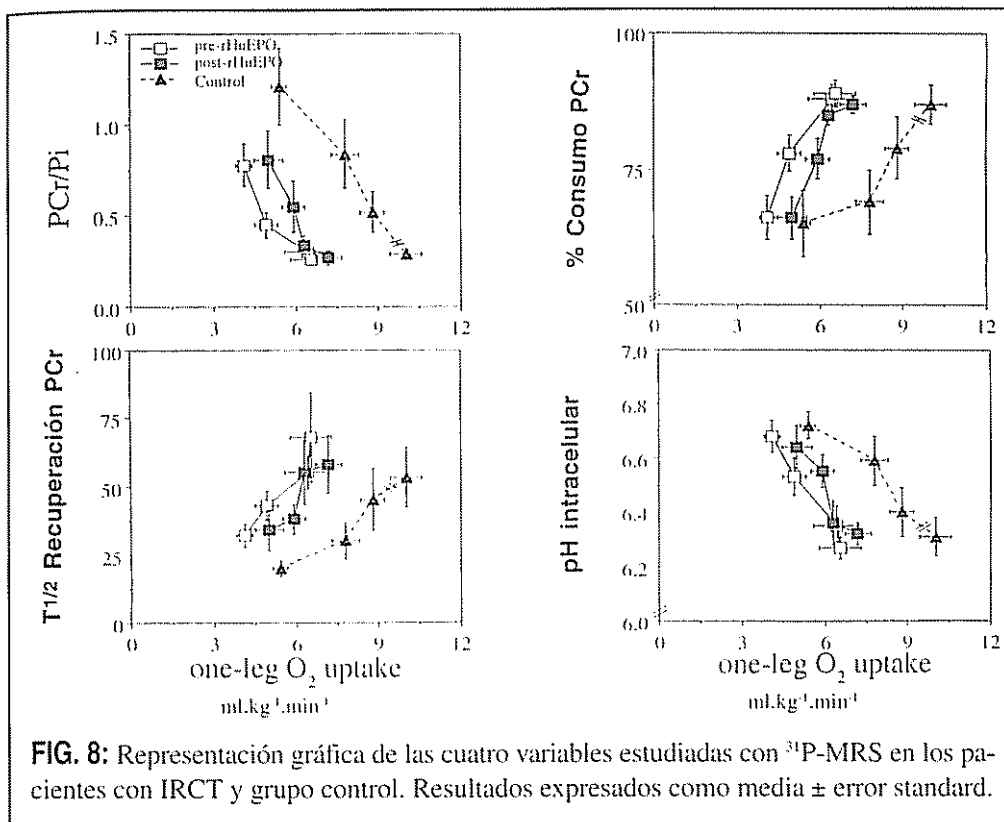 1.5
1.0
0.5
0.0
PCr/Pi
pre-rHuEPO
post-rHuEPO
Control
0 3 6 9 12
100
75
50
% Consumo PCr
0 3 6 9 12
100
75
50
25
0
T1/2 Recuperación PCr
0 3 6 9 12
one-leg O₂ uptake
ml.kg⁻¹.min⁻¹
7.0
6.8
6.6
6.4
6.2
6.0
pH intracelular
0 3 6 9 12
one-leg O₂ uptake
ml.kg⁻¹.min⁻¹
FIG. 8: Representación gráfica de las cuatro variables estudiadas con ³¹P-MRS en los pa-
cientes con IRCT y grupo control. Resultados expresados como media ± error standard.